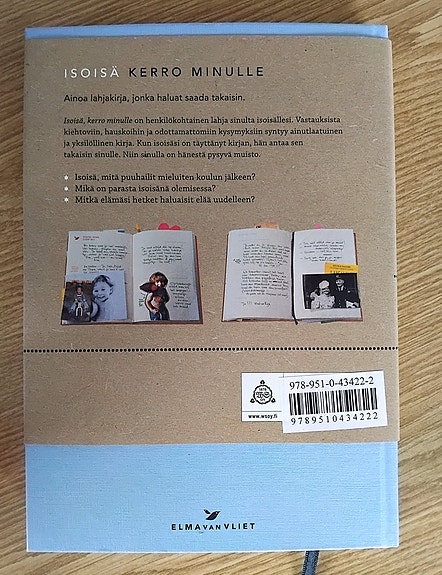 ISOISÄ KERRO MINULLE
Ainoa lahjakirja, jonka haluat saada takaisin.
Isoisä, kerro minulle on henkilökohtainen lahja sinulta isoisällesi. Vastauksista
kiehtoviin, hauskoihin ja odottamattomiin kysymyksiin syntyy ainutlaatuinen
ja yksilöllinen kirja. Kun isoisäsi on täyttänyt kirjan, hän antaa sen
takaisin sinulle. Niin sinulla on hänestä pysyvä muisto.
* Isoisä, mitä puuhailit mieluiten koulun jälkeen?
* Mikä on parasta isoisänä olemisessa?
* Mitkä elämäsi hetket haluaisit elää uudelleen?
www.wsoy.fi
978-951-0-43422-2
9789510434222
ELMA VAN VLIET